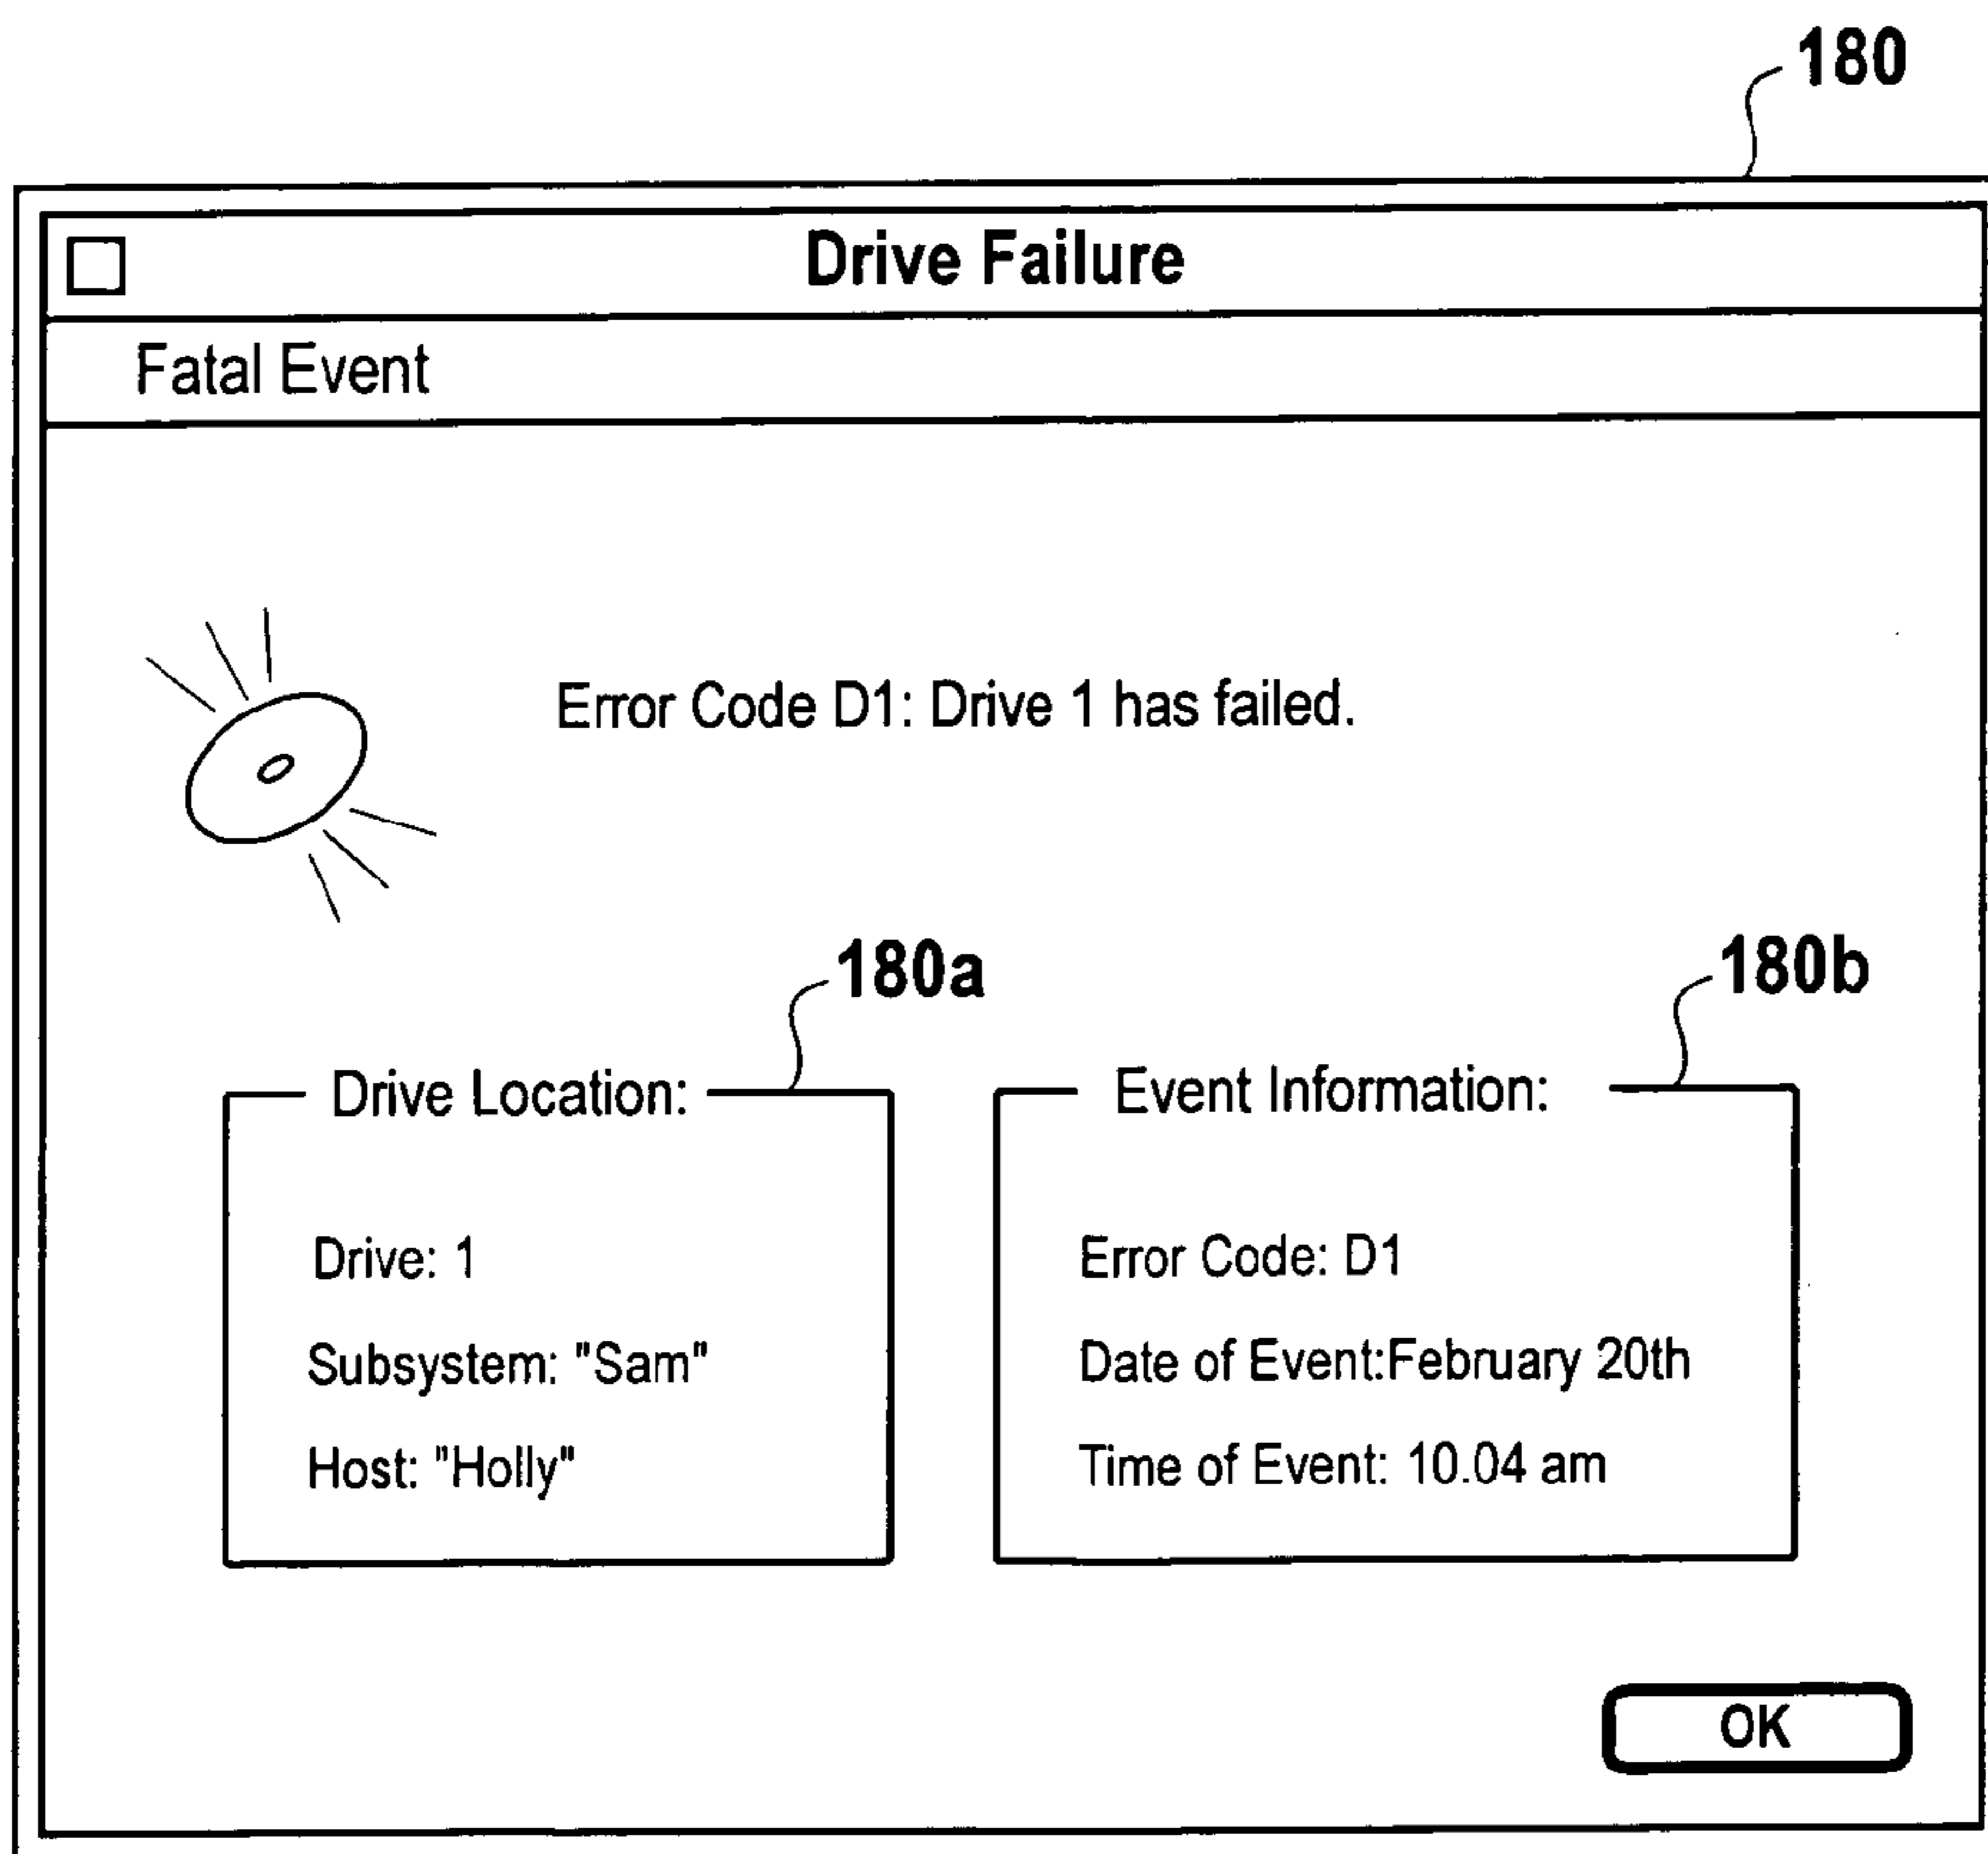 180
Drive Failure
Fatal Event
Error Code D1: Drive 1 has failed.
180a
180b
Drive Location:
Drive: 1
Subsystem: "Sam"
Host: "Holly"
Event Information:
Error Code: D1
Date of Event:February 20th
Time of Event: 10.04 am
OK